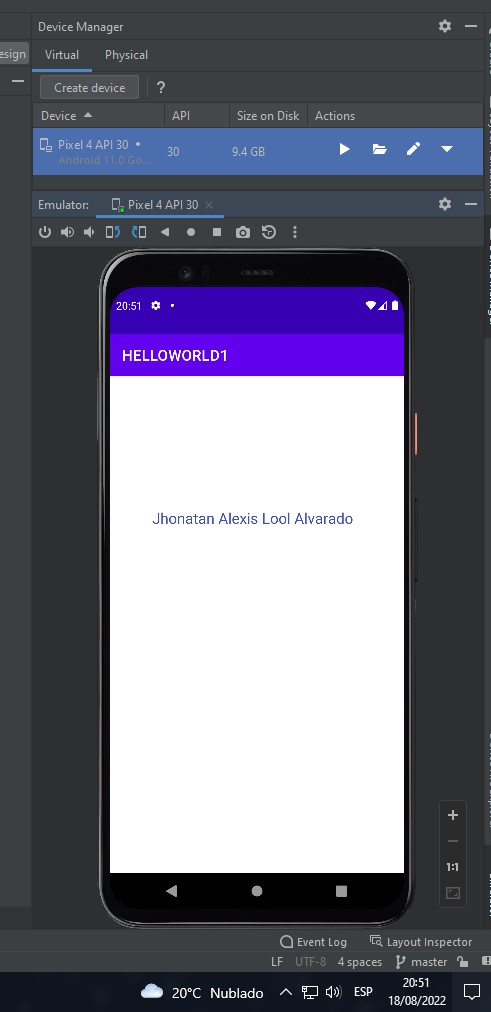 Device Manager
esign
Virtual Physical
Create device ?
Device API Size on Disk Actions
Pixel 4 API 30 30 9.4 GB
Android 11.0 Go...
Emulator: Pixel 4 API 30
20:51
HELLOWORLD1
Jhonatan Alexis Lool Alvarado
1:1
Event Log Layout Inspector
LF UTF-8 4 spaces master
20°C Nublado ESP 20:51
18/08/2022